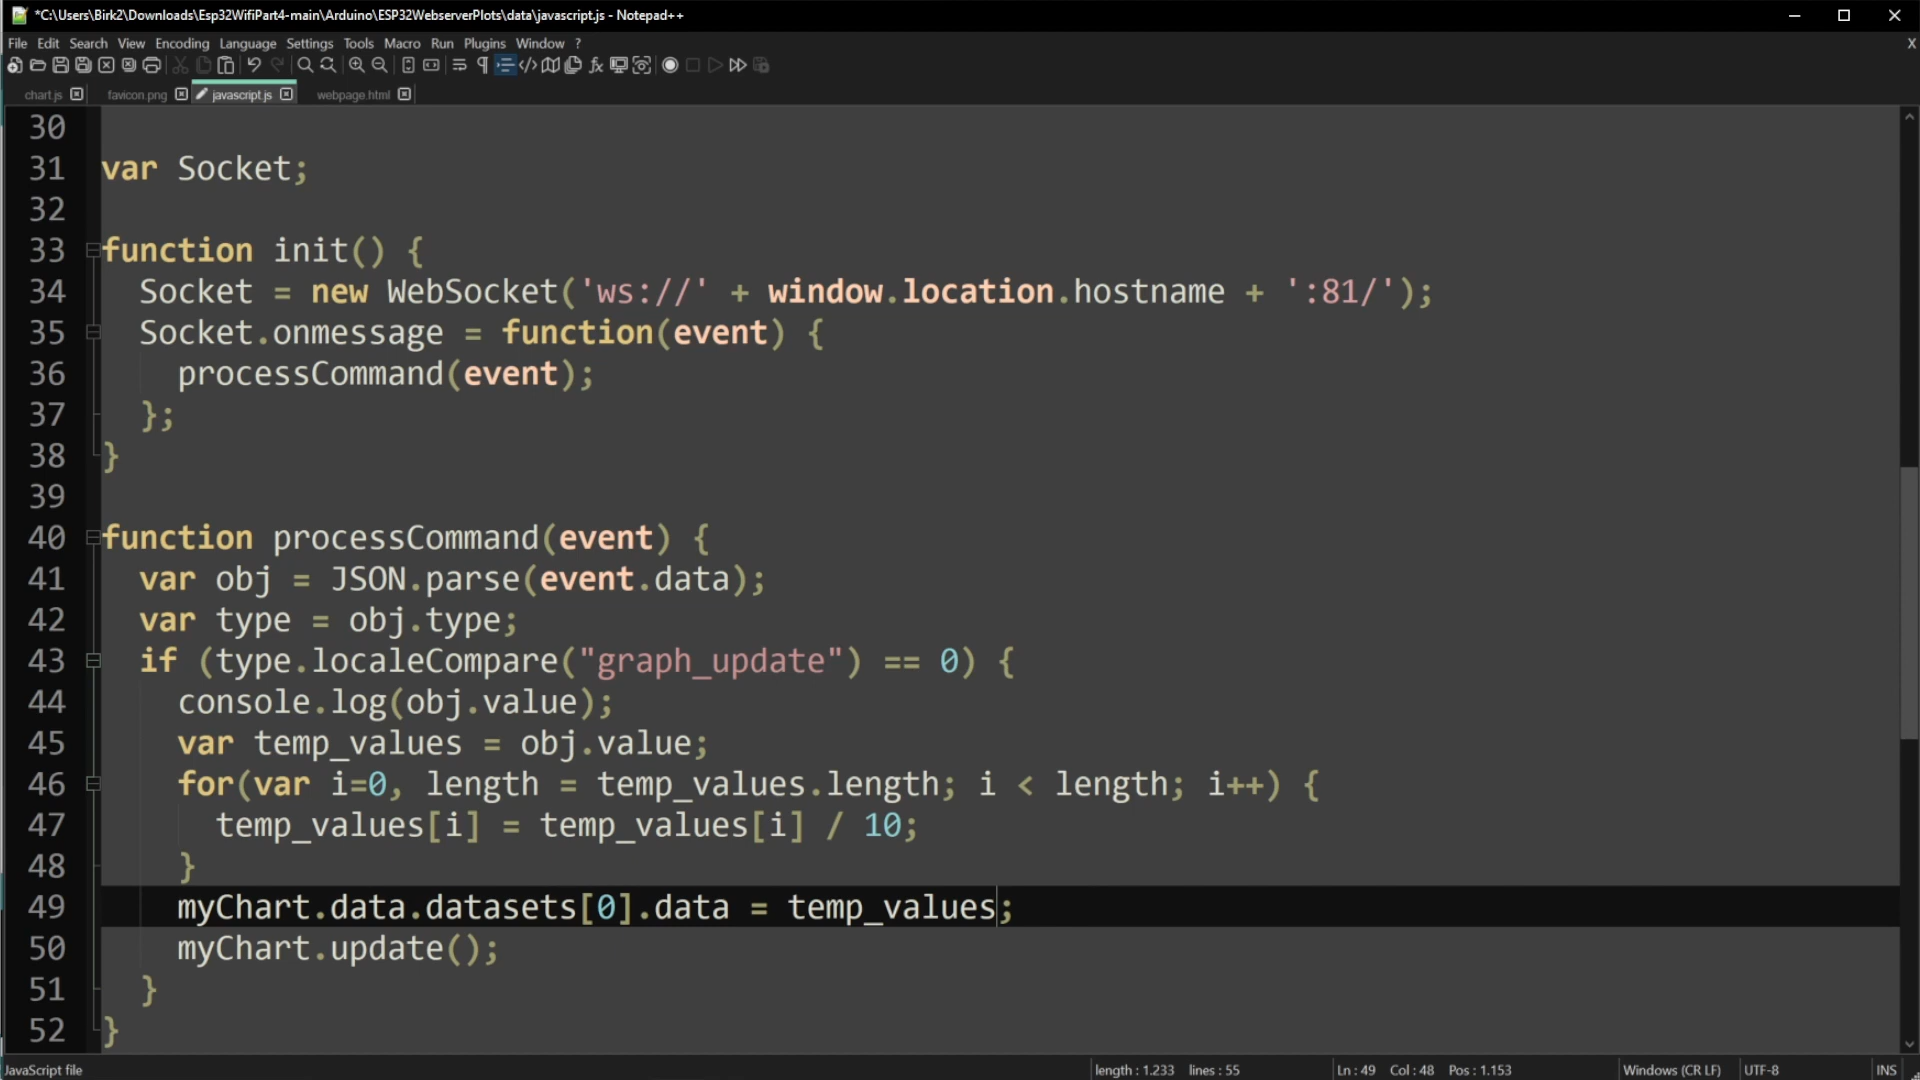 *C:\Users\Birk2\Downloads\Esp32WifiPart4-main\Arduino\ESP32WebserverPlots\data\javascript.js - Notepad++
File Edit Search View Encoding Language Settings Tools Macro Run Plugins Window ? X
chart.js favicon.png javascript.js webpage.html
30
31 var Socket;
32
33 function init() {
34 Socket = new WebSocket('ws://' + window.location.hostname + ':81/');
35 Socket.onmessage = function(event) {
36 processCommand(event);
37 };
38 }
39
40 function processCommand(event) {
41 var obj = JSON.parse(event.data);
42 var type = obj.type;
43 if (type.localeCompare("graph_update") == 0) {
44 console.log(obj.value);
45 var temp_values = obj.value;
46 for(var i=0, length = temp_values.length; i < length; i++) {
47 temp_values[i] = temp_values[i] / 10;
48 }
49 myChart.data.datasets[0].data = temp_values;
50 myChart.update();
51 }
52 }
JavaScript file length : 1.233 lines : 55 Ln : 49 Col : 48 Pos : 1.153 Windows (CR LF) UTF-8 INS